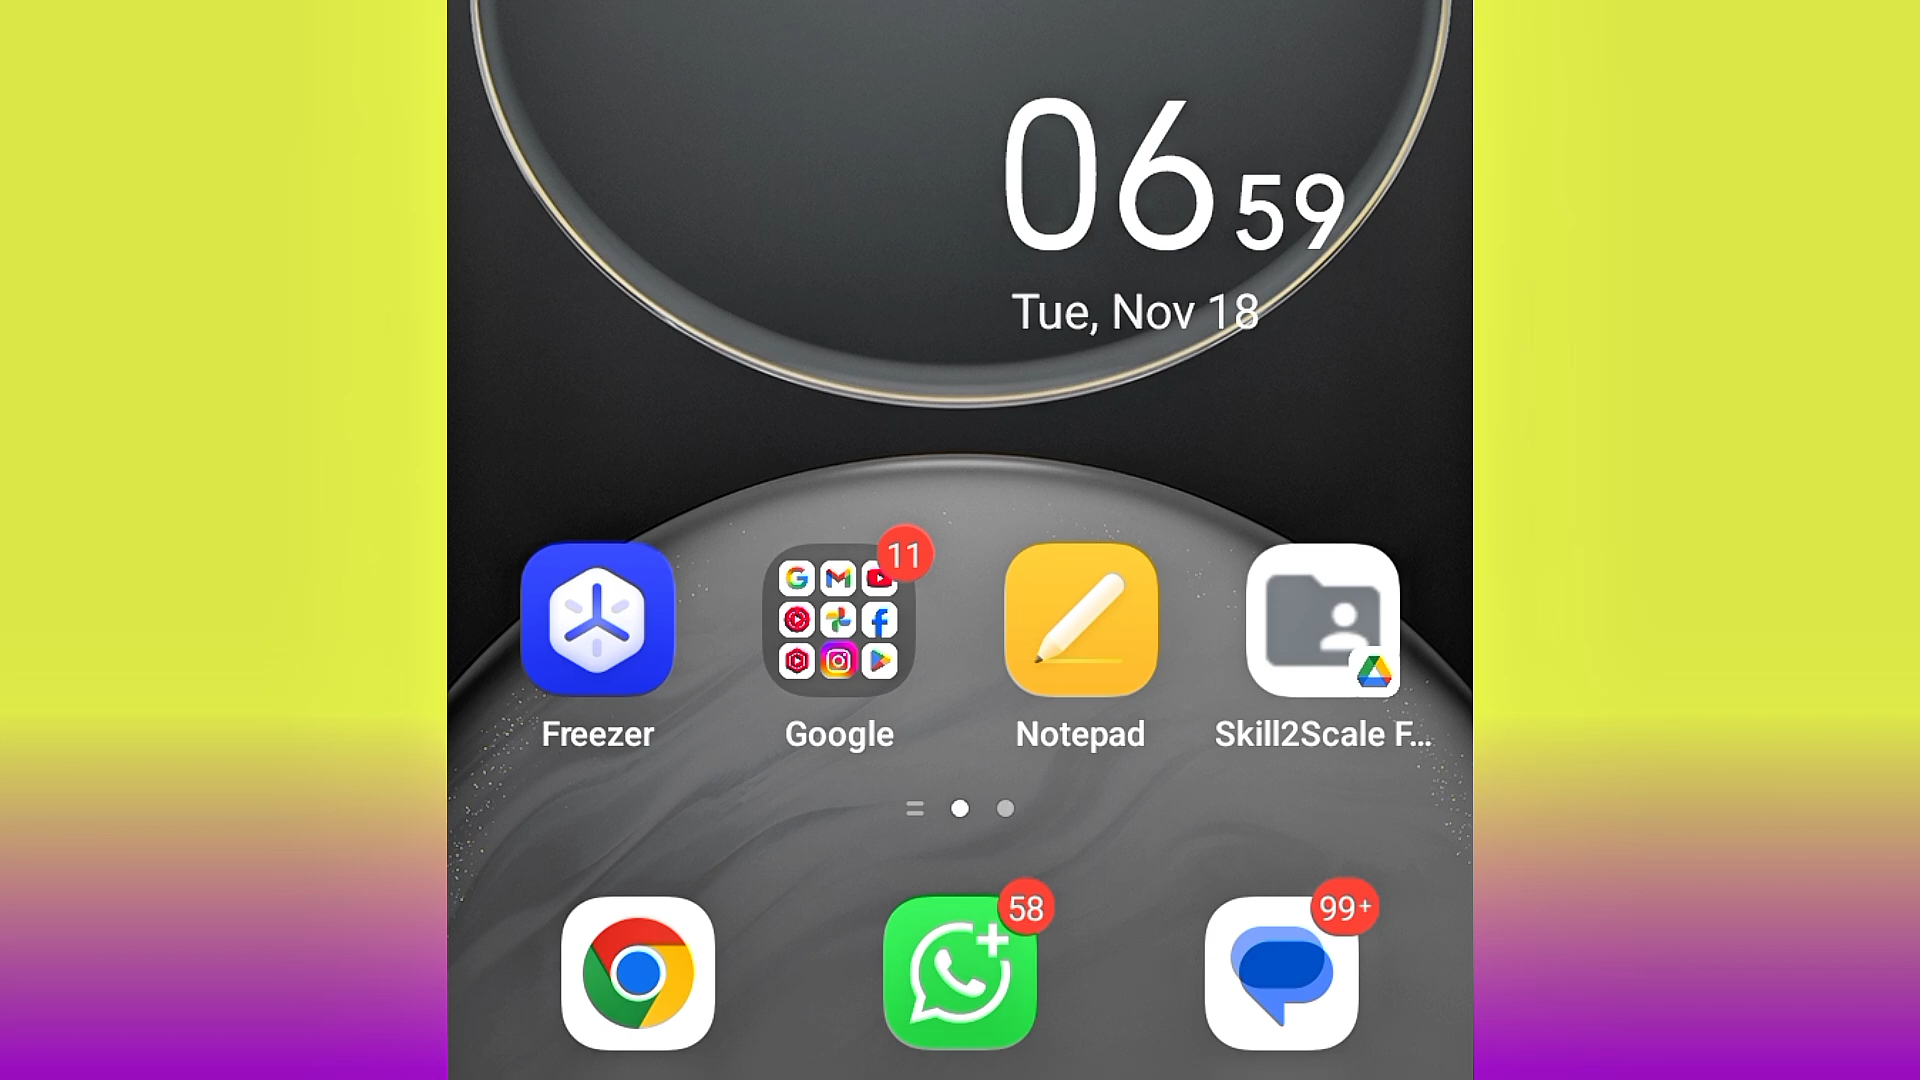 06 59
Tue, Nov 18
11
Freezer
Google
Notepad
Skill2Scale F...
58
99+